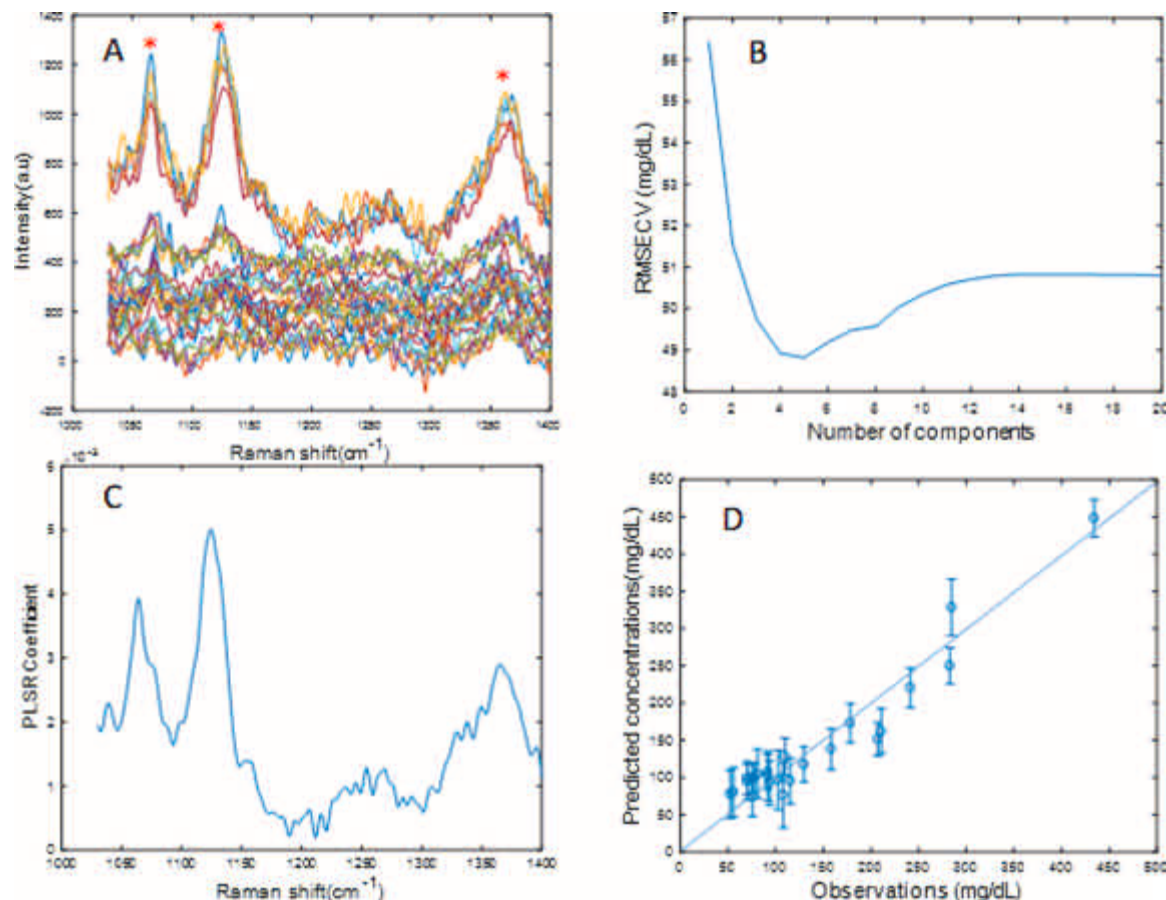 A
1400
1200
1000
800
600
400
200
0
-200
Intensity(a.u)
1000 1050 1100 1150 1200 1250 1300 1350 1400
Raman shift(cm⁻¹)
B
57
56
55
54
53
52
51
50
49
48
RMSECV (mg/dL)
0 2 4 6 8 10 12 14 16 18 20
Number of components
C
6
5
4
3
2
1
0
PLSR Coefficient
1000 1050 1100 1150 1200 1250 1300 1350 1400
Raman shift(cm⁻¹)
D
500
450
400
350
300
250
200
150
100
50
0
Predicted concentrations(mg/dL)
0 50 100 150 200 250 300 350 400 450 500
Observations (mg/dL)